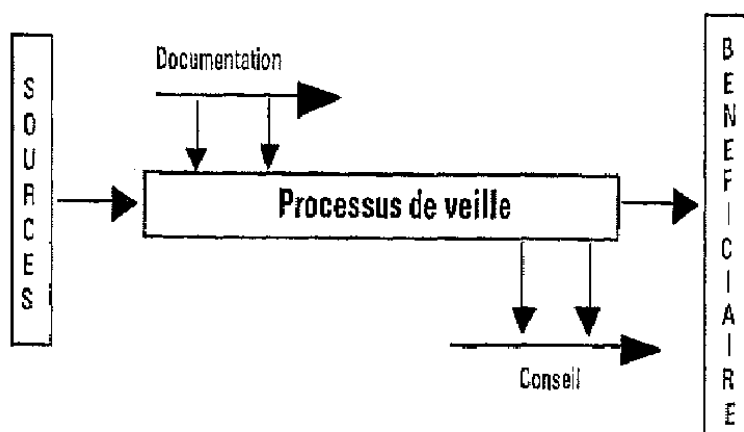 SOURCES
Documentation
Processus de veille
Conseil
BENEFICIAIRE